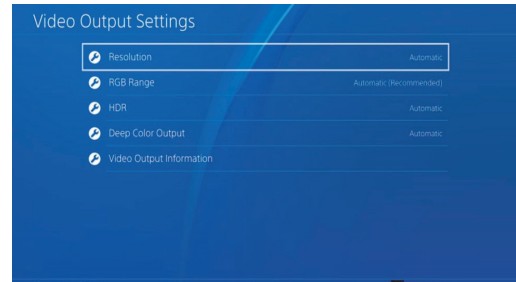 Video Output Settings
Resolution Automatic
RGB Range Automatic (Recommended)
HDR Automatic
Deep Color Output Automatic
Video Output Information